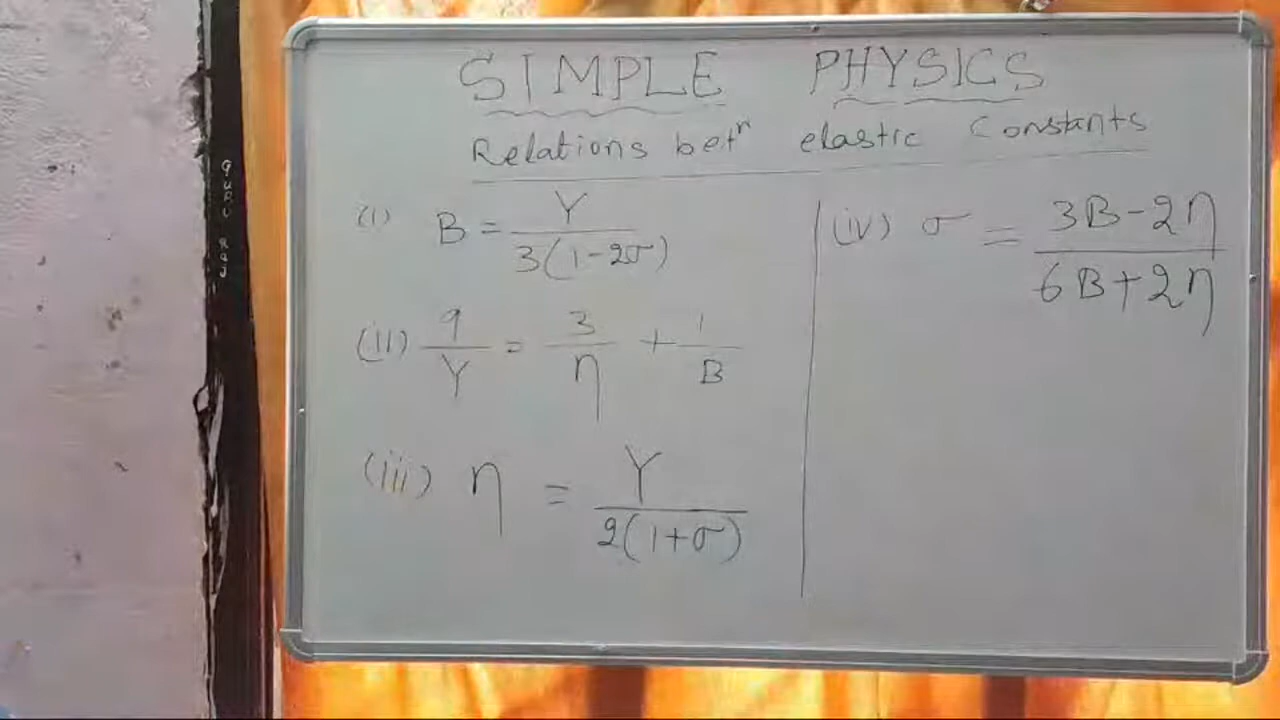 SIMPLE PHYSICS
Relations betⁿ elastic Constants
(i) B = Y / 3(1-2σ)
(ii) 9/Y = 3/η + 1/B
(iii) η = Y / 2(1+σ)
(iv) σ = 3B-2η / 6B+2η